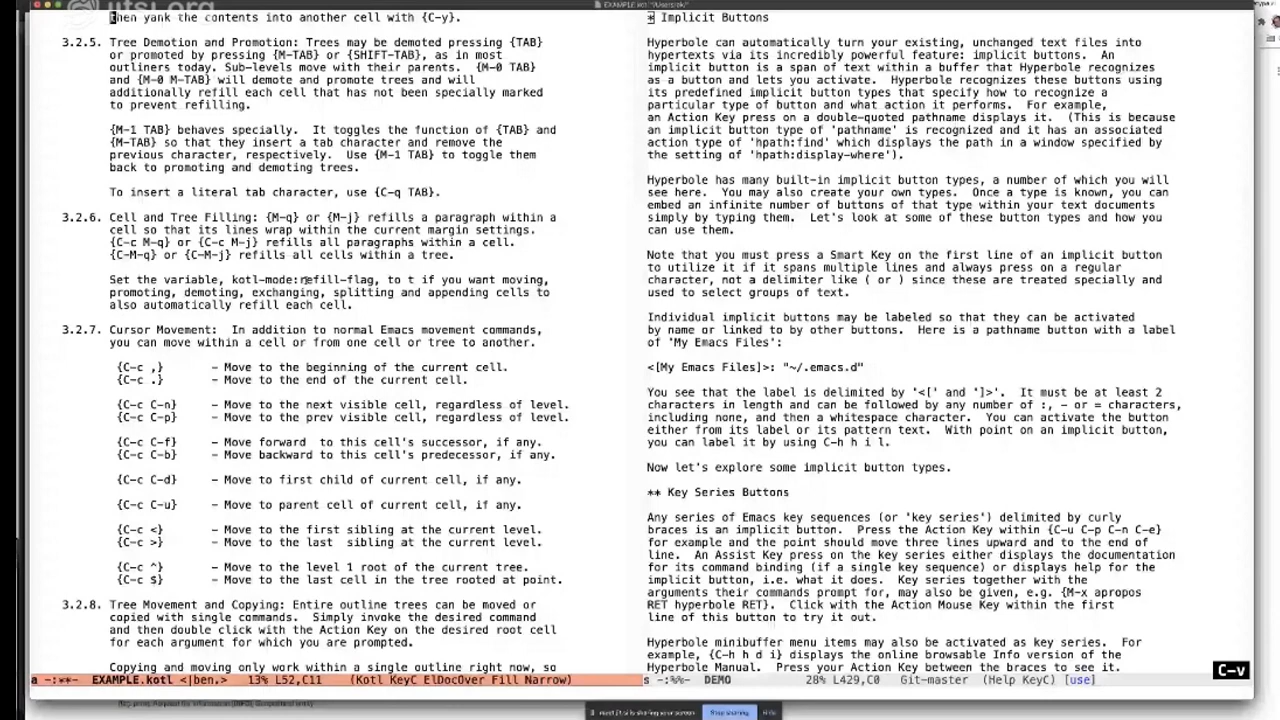 EXAMPLE.kotl
then yank the contents into another cell with {C-y}.
3.2.5. Tree Demotion and Promotion: Trees may be demoted pressing {TAB}
or promoted by pressing {M-TAB} or {SHIFT-TAB}, as in most
outliners today. Sub-levels move with their parents. {M-0 TAB}
and {M-0 M-TAB} will demote and promote trees and will
additionally refill each cell that has not been specially marked
to prevent refilling.
{M-1 TAB} behaves specially. It toggles the function of {TAB} and
{M-TAB} so that they insert a tab character and remove the
previous character, respectively. Use {M-1 TAB} to toggle them
back to promoting and demoting trees.
To insert a literal tab character, use {C-q TAB}.
3.2.6. Cell and Tree Filling: {M-q} or {M-j} refills a paragraph within a
cell so that its lines wrap within the current margin settings.
{C-c M-q} or {C-c M-j} refills all paragraphs within a cell.
{C-M-q} or {C-M-j} refills all cells within a tree.
Set the variable, kotl-mode:refill-flag, to t if you want moving,
promoting, demoting, exchanging, splitting and appending cells to
also automatically refill each cell.
3.2.7. Cursor Movement: In addition to normal Emacs movement commands,
you can move within a cell or from one cell or tree to another.
{C-c ,} - Move to the beginning of the current cell.
{C-c .} - Move to the end of the current cell.
{C-c C-n} - Move to the next visible cell, regardless of level.
{C-c C-p} - Move to the prev visible cell, regardless of level.
{C-c C-f} - Move forward to this cell's successor, if any.
{C-c C-b} - Move backward to this cell's predecessor, if any.
{C-c C-d} - Move to first child of current cell, if any.
{C-c C-u} - Move to parent cell of current cell, if any.
{C-c <} - Move to the first sibling at the current level.
{C-c >} - Move to the last sibling at the current level.
{C-c ^} - Move to the level 1 root of the current tree.
{C-c $} - Move to the last cell in the tree rooted at point.
3.2.8. Tree Movement and Copying: Entire outline trees can be moved or
copied with single commands. Simply invoke the desired command
and then double click with the Action Key on the desired root cell
for each argument for which you are prompted.
Copying and moving only work within a single outline right now, so
a -:**- EXAMPLE.kotl <|ben.> 13% L52,C11 (Kotl KeyC ElDocOver Fill Narrow)
* Implicit Buttons
Hyperbole can automatically turn your existing, unchanged text files into
hypertexts via its incredibly powerful feature: implicit buttons. An
implicit button is a span of text within a buffer that Hyperbole recognizes
as a button and lets you activate. Hyperbole recognizes these buttons using
its predefined implicit button types that specify how to recognize a
particular type of button and what action it performs. For example,
an Action Key press on a double-quoted pathname displays it. (This is because
an implicit button type of 'pathname' is recognized and it has an associated
action type of 'hpath:find' which displays the path in a window specified by
the setting of 'hpath:display-where').
Hyperbole has many built-in implicit button types, a number of which you will
see here. You may also create your own types. Once a type is known, you can
embed an infinite number of buttons of that type within your text documents
simply by typing them. Let's look at some of these button types and how you
can use them.
Note that you must press a Smart Key on the first line of an implicit button
to utilize it if it spans multiple lines and always press on a regular
character, not a delimiter like ( or ) since these are treated specially and
used to select groups of text.
Individual implicit buttons may be labeled so that they can be activated
by name or linked to by other buttons. Here is a pathname button with a label
of 'My Emacs Files':
<[My Emacs Files]>: "~/.emacs.d"
You see that the label is delimited by '<[' and ']>'. It must be at least 2
characters in length and can be followed by any number of :, - or = characters,
including none, and then a whitespace character. You can activate the button
either from its label or its pattern text. With point on an implicit button,
you can label it by using C-h h i l.
Now let's explore some implicit button types.
** Key Series Buttons
Any series of Emacs key sequences (or 'key series') delimited by curly
braces is an implicit button. Press the Action Key within {C-u C-p C-n C-e}
for example and the point should move three lines upward and to the end of
line. An Assist Key press on the key series either displays the documentation
for its command binding (if a single key sequence) or displays help for the
implicit button, i.e. what it does. Key series together with the
arguments their commands prompt for, may also be given, e.g. {M-x apropos
RET hyperbole RET}. Click with the Action Mouse Key within the first
line of this button to try it out.
Hyperbole minibuffer menu items may also be activated as key series. For
example, {C-h h d i} displays the online browsable Info version of the
Hyperbole Manual. Press your Action Key between the braces to see it.
s -:%%- DEMO 28% L429,C0 Git-master (Help KeyC) [use]
C-v
Stop sharing